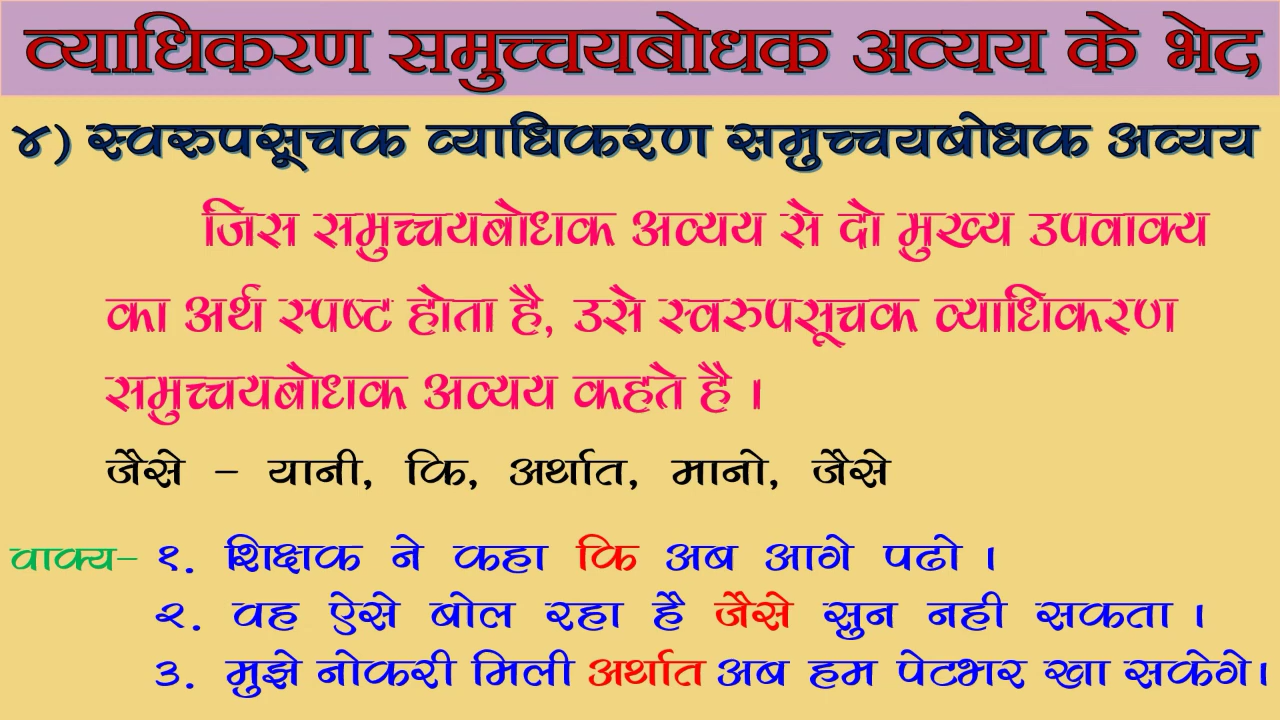 व्याधिकरण समुच्चयबोधक अव्यय के भेद
४) स्वरुपसूचक व्याधिकरण समुच्चयबोधक अव्यय
जिस समुच्चयबोधक अव्यय से दो मुख्य उपवाक्य
का अर्थ स्पष्ट होता है, उसे स्वरुपसूचक व्याधिकरण
समुच्चयबोधक अव्यय कहते है ।
जैसे - यानी, कि, अर्थात, मानो, जैसे
वाक्य- १. शिक्षक ने कहा कि अब आगे पढो ।
२. वह ऐसे बोल रहा है जैसे सुन नही सकता ।
३. मुझे नोकरी मिली अर्थात अब हम पेटभर खा सकेगे।